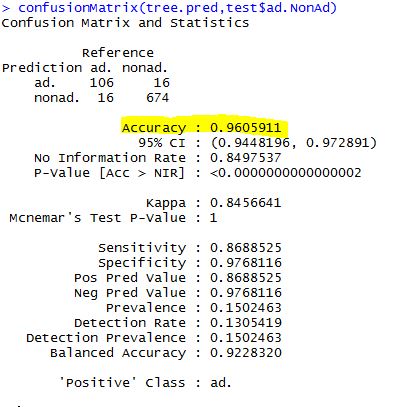 > confusionMatrix(tree.pred,test$ad.NonAd)
Confusion Matrix and Statistics
Reference
Prediction ad. nonad.
ad. 106 16
nonad. 16 674
Accuracy : 0.9605911
95% CI : (0.9448196, 0.972891)
No Information Rate : 0.8497537
P-Value [Acc > NIR] : <0.0000000000000002
Kappa : 0.8456641
Mcnemar's Test P-Value : 1
Sensitivity : 0.8688525
Specificity : 0.9768116
Pos Pred Value : 0.8688525
Neg Pred Value : 0.9768116
Prevalence : 0.1502463
Detection Rate : 0.1305419
Detection Prevalence : 0.1502463
Balanced Accuracy : 0.9228320
'Positive' Class : ad.